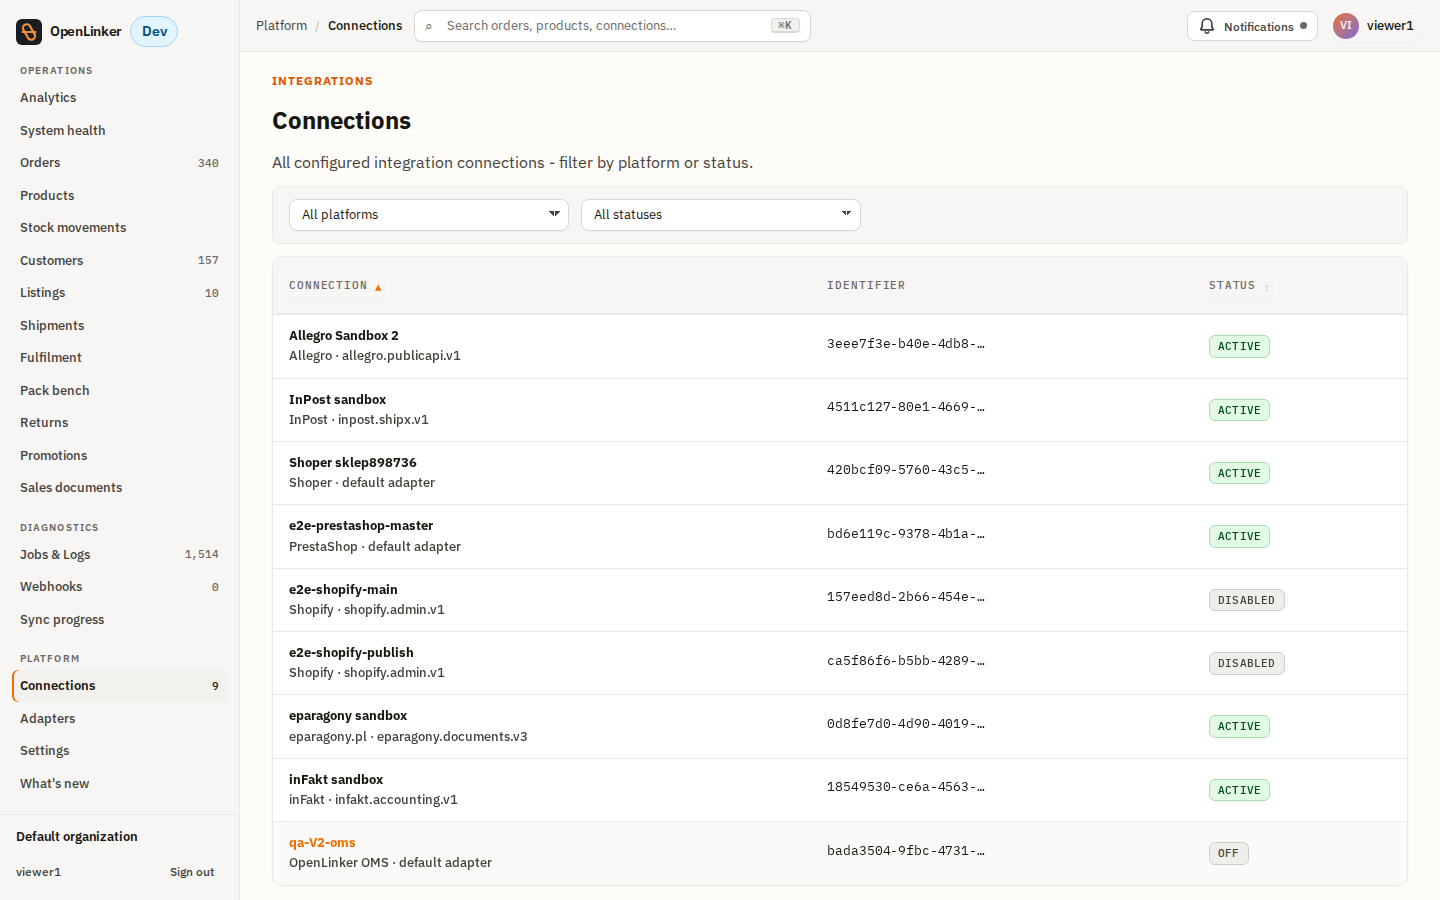 OpenLinker Dev
OPERATIONS
Analytics
System health
Orders 340
Products
Stock movements
Customers 157
Listings 10
Shipments
Fulfilment
Pack bench
Returns
Promotions
Sales documents
DIAGNOSTICS
Jobs & Logs 1,514
Webhooks 0
Sync progress
PLATFORM
Connections 9
Adapters
Settings
What's new
Default organization
viewer1 Sign out
Platform / Connections Search orders, products, connections... ⌘K Notifications VI viewer1
INTEGRATIONS
Connections
All configured integration connections - filter by platform or status.
All platforms All statuses
CONNECTION ▲ IDENTIFIER STATUS ↕
Allegro Sandbox 2
Allegro · allegro.publicapi.v1
3eee7f3e-b40e-4db8-… ACTIVE
InPost sandbox
InPost · inpost.shipx.v1
4511c127-80e1-4669-… ACTIVE
Shoper sklep898736
Shoper · default adapter
420bcf09-5760-43c5-… ACTIVE
e2e-prestashop-master
PrestaShop · default adapter
bd6e119c-9378-4b1a-… ACTIVE
e2e-shopify-main
Shopify · shopify.admin.v1
157eed8d-2b66-454e-… DISABLED
e2e-shopify-publish
Shopify · shopify.admin.v1
ca5f86f6-b5bb-4289-… DISABLED
eparagony sandbox
eparagony.pl · eparagony.documents.v3
0d8fe7d0-4d90-4019-… ACTIVE
inFakt sandbox
inFakt · infakt.accounting.v1
18549530-ce6a-4563-… ACTIVE
qa-V2-oms
OpenLinker OMS · default adapter
bada3504-9fbc-4731-… OFF